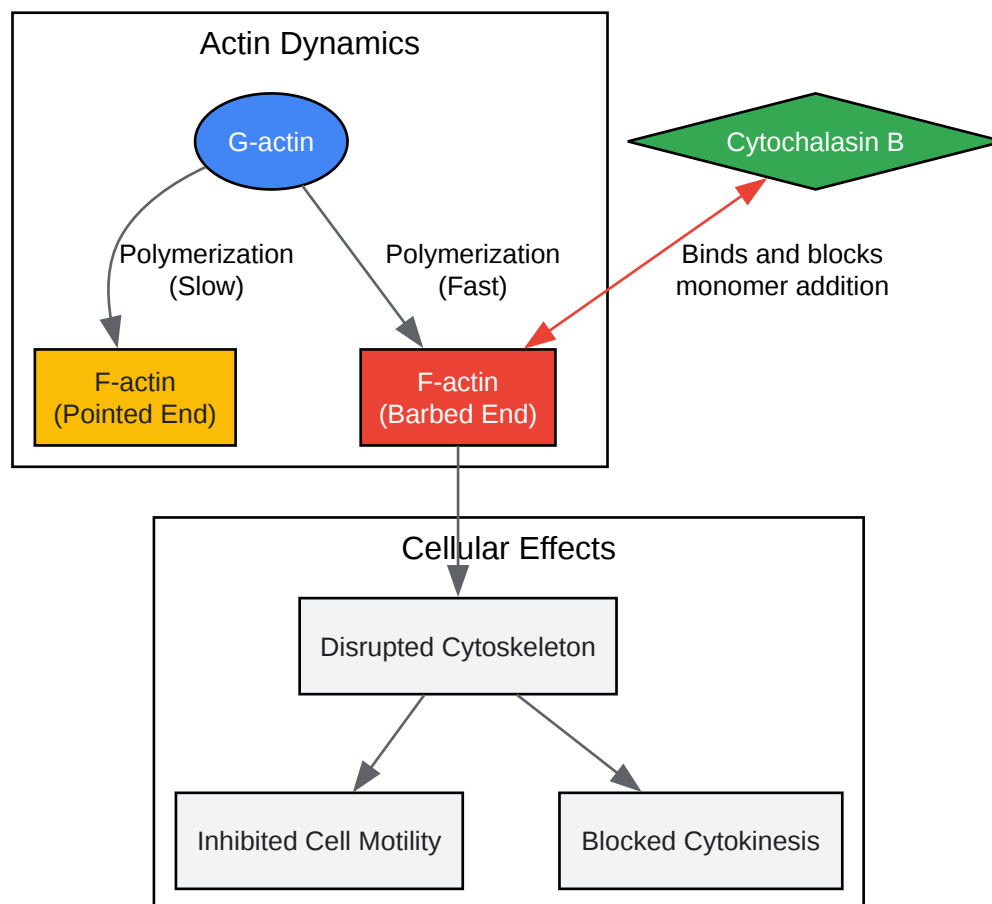 Actin Dynamics
G-actin
Cytochalasin B
Polymerization
(Slow)
Polymerization
(Fast)
Binds and blocks
monomer addition
F-actin
(Pointed End)
F-actin
(Barbed End)
Cellular Effects
Disrupted Cytoskeleton
Inhibited Cell Motility
Blocked Cytokinesis